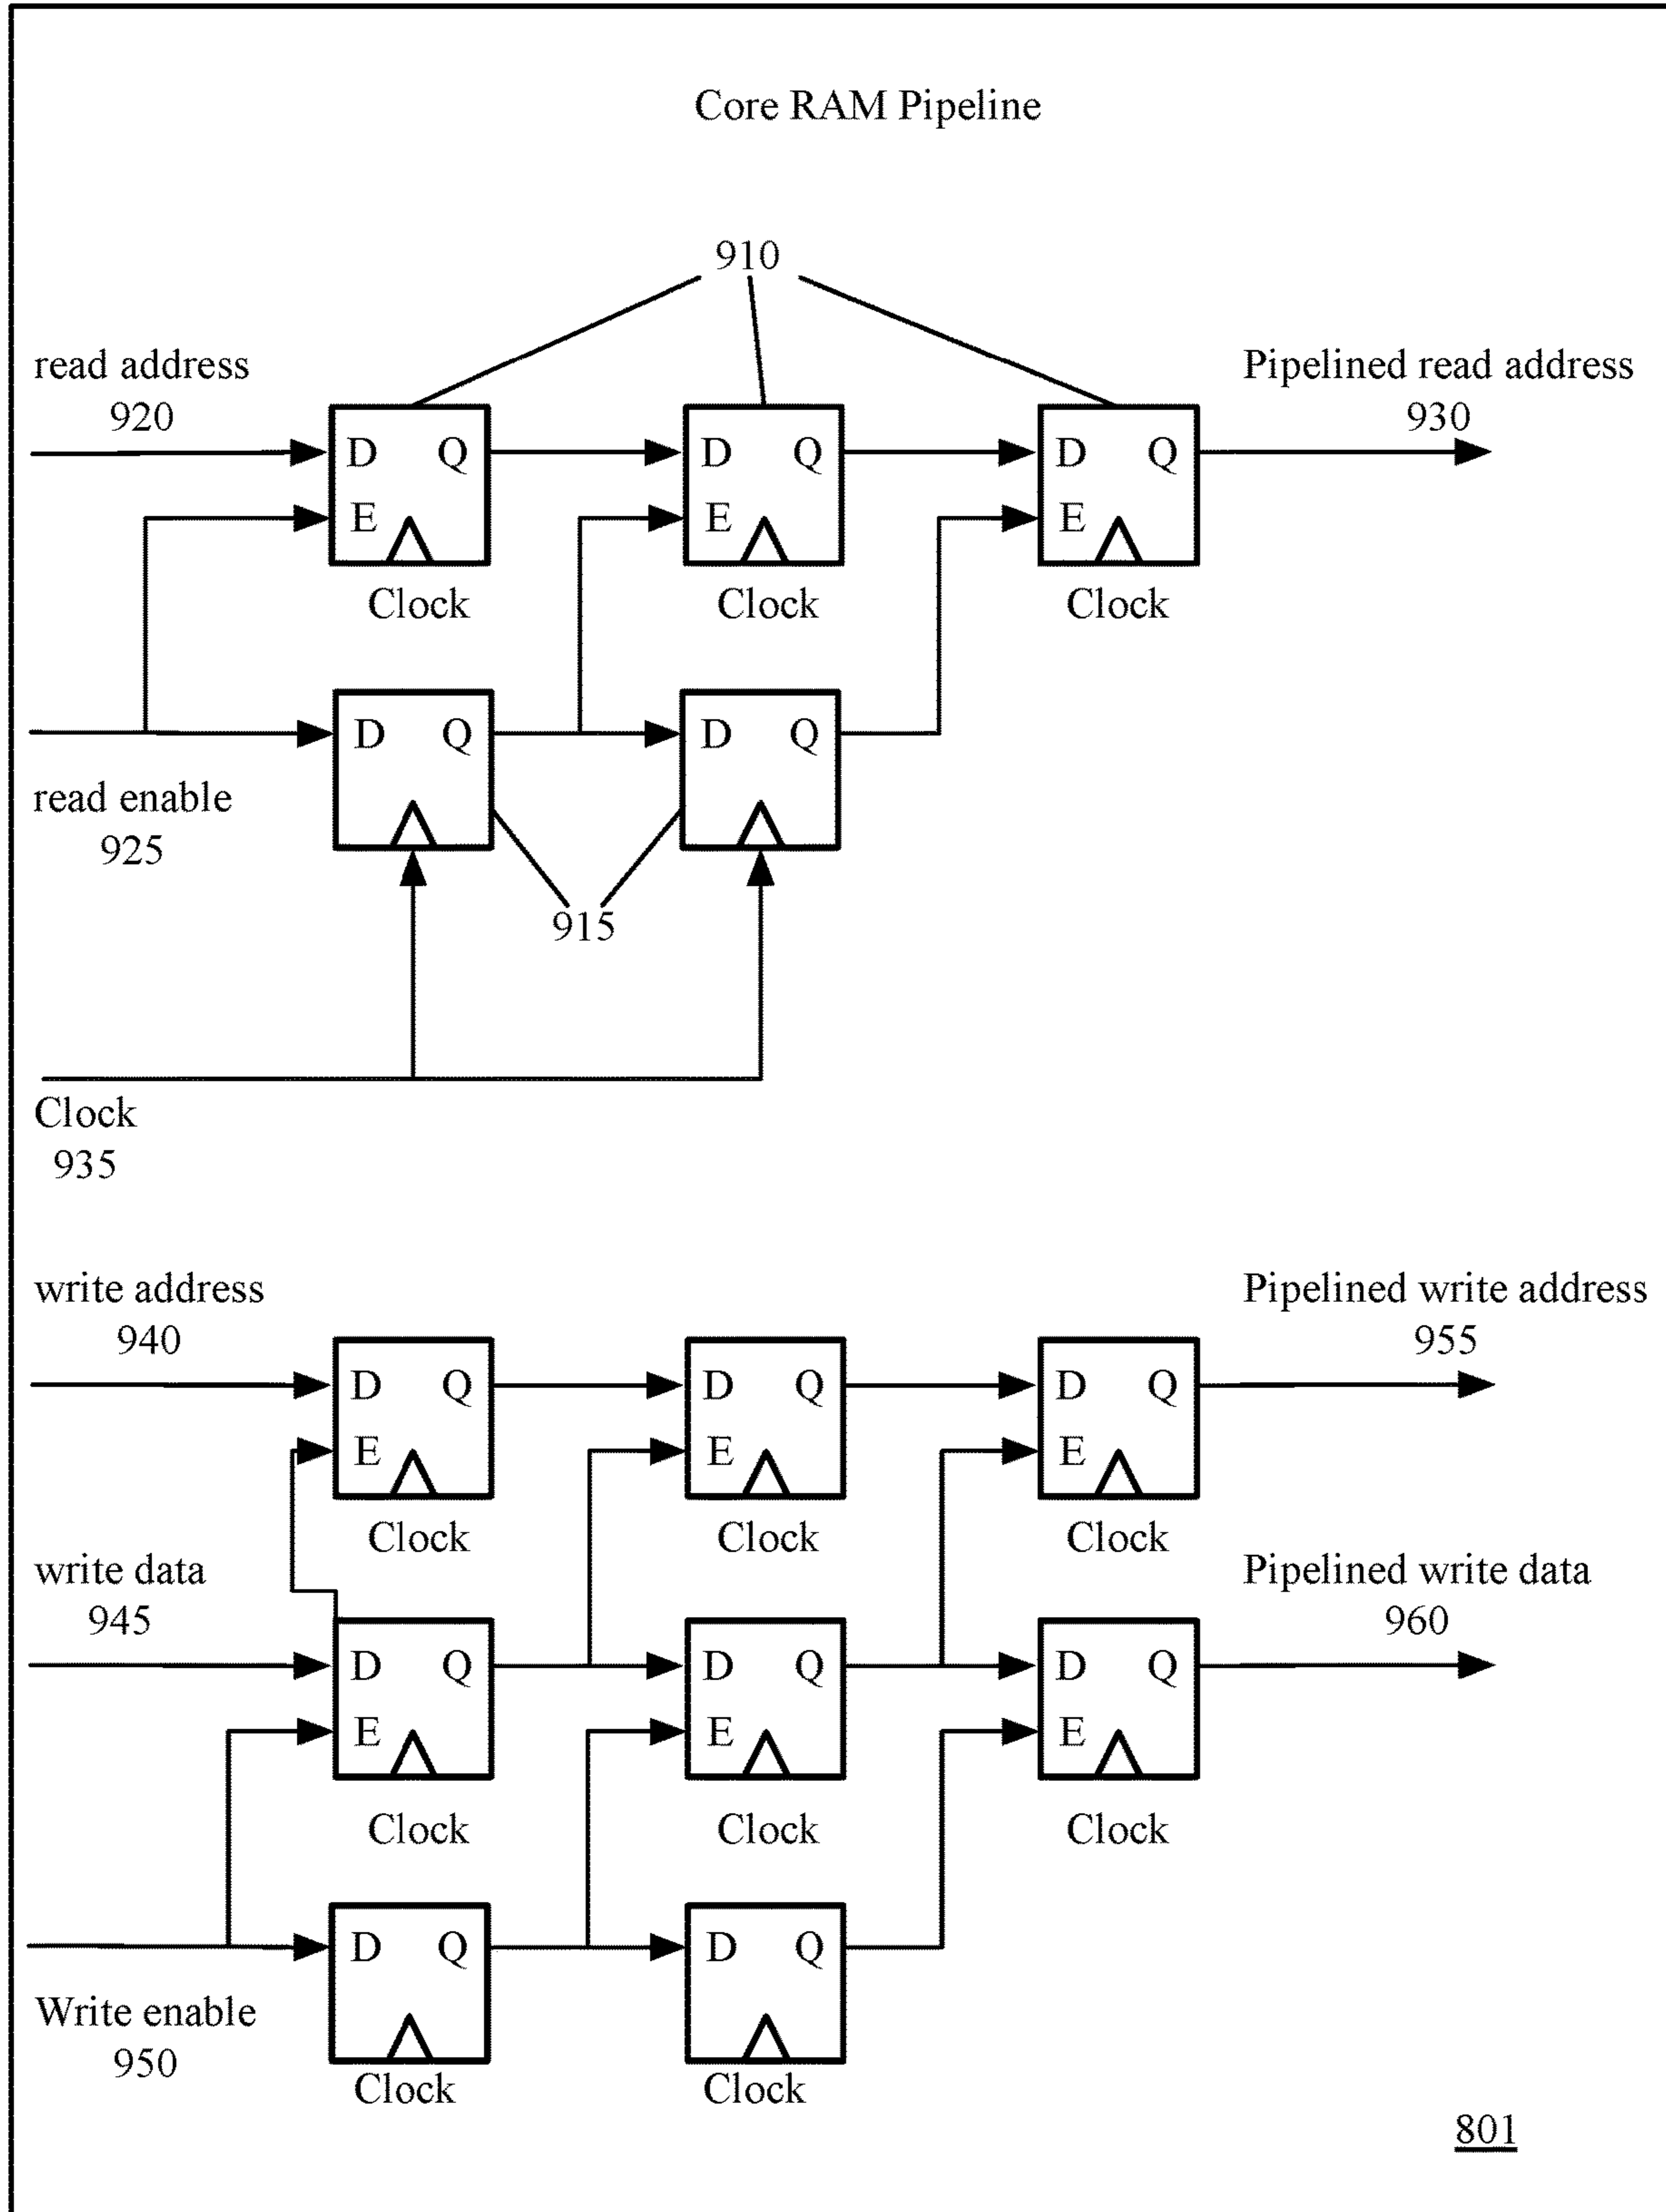 Core RAM Pipeline
910
read address
920
Pipelined read address
930
D Q
E
Clock
D Q
E
Clock
D Q
E
Clock
read enable
925
D Q
D Q
915
Clock
935
write address
940
Pipelined write address
955
D Q
E
Clock
D Q
E
Clock
D Q
E
Clock
write data
945
Pipelined write data
960
D Q
E
Clock
D Q
E
Clock
D Q
E
Clock
Write enable
950
D Q
Clock
D Q
Clock
801